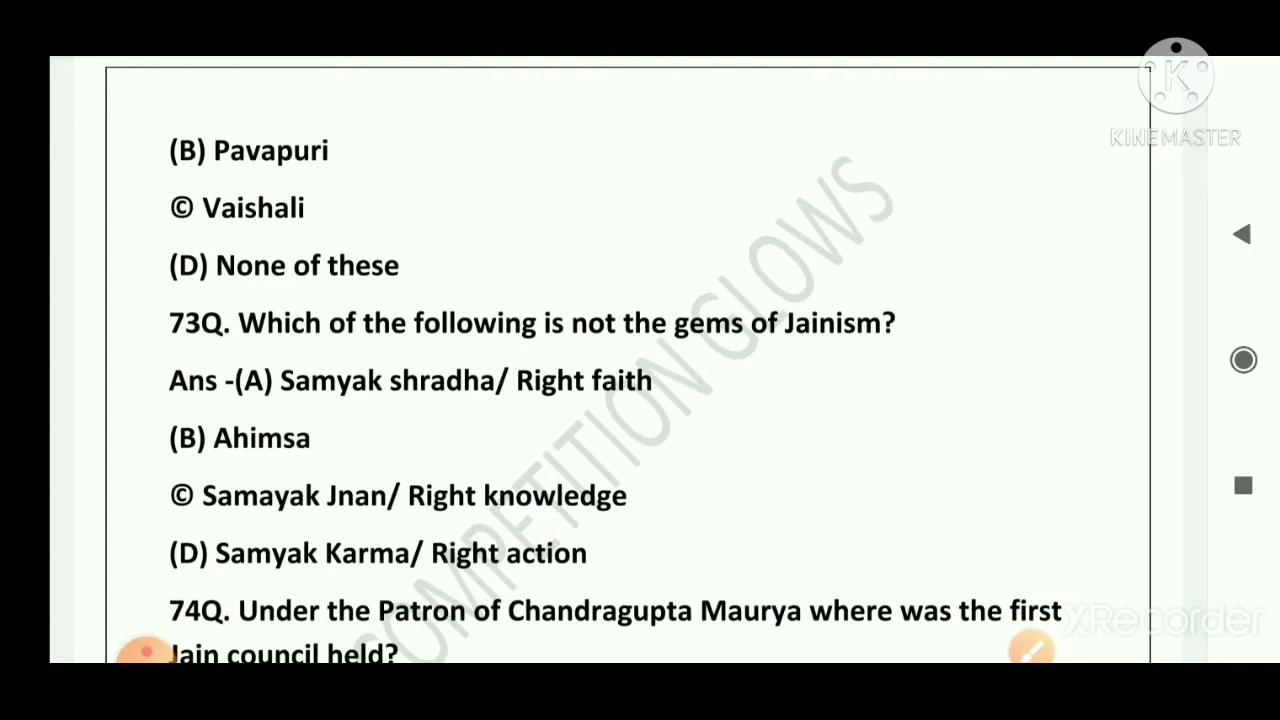 K
KINEMASTER
(B) Pavapuri
© Vaishali
(D) None of these
73Q. Which of the following is not the gems of Jainism?
Ans -(A) Samyak shradha/ Right faith
(B) Ahimsa
© Samayak Jnan/ Right knowledge
(D) Samyak Karma/ Right action
74Q. Under the Patron of Chandragupta Maurya where was the first
Jain council held?
COMPETITION GLOWS
XRecorder